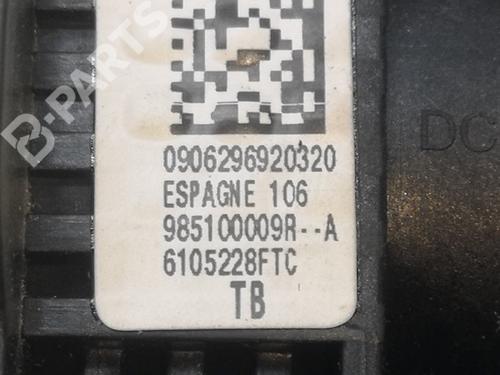 B-PARTS
DC
0906296920320
ESPAGNE 106
985100009R--A
6105228FTC
TB